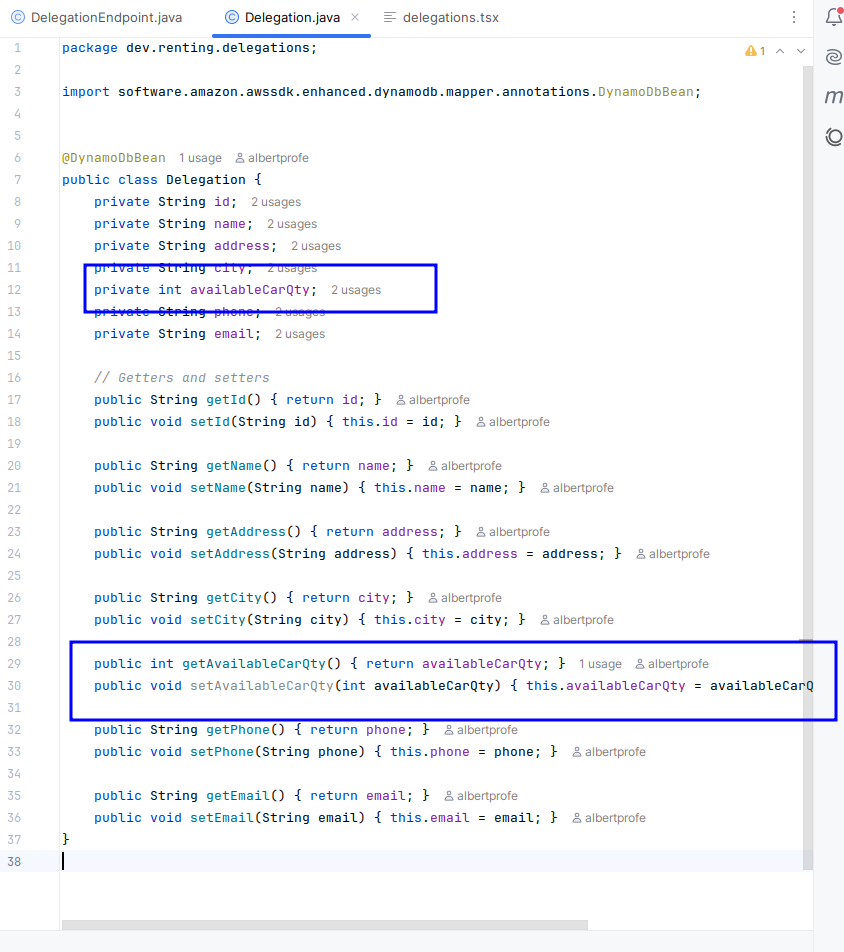 DelegationEndpoint.java Delegation.java delegations.tsx
1 package dev.renting.delegations; 1
2
3 import software.amazon.awssdk.enhanced.dynamodb.mapper.annotations.DynamoDbBean;
4
5
6 @DynamoDbBean 1 usage albertprofe
7 public class Delegation {
8 private String id; 2 usages
9 private String name; 2 usages
10 private String address; 2 usages
11 private String city; 2 usages
12 private int availableCarQty; 2 usages
13 private String phone; 2 usages
14 private String email; 2 usages
15
16 // Getters and setters
17 public String getId() { return id; } albertprofe
18 public void setId(String id) { this.id = id; } albertprofe
19
20 public String getName() { return name; } albertprofe
21 public void setName(String name) { this.name = name; } albertprofe
22
23 public String getAddress() { return address; } albertprofe
24 public void setAddress(String address) { this.address = address; } albertprofe
25
26 public String getCity() { return city; } albertprofe
27 public void setCity(String city) { this.city = city; } albertprofe
28
29 public int getAvailableCarQty() { return availableCarQty; } 1 usage albertprofe
30 public void setAvailableCarQty(int availableCarQty) { this.availableCarQty = availableCarQ
31
32 public String getPhone() { return phone; } albertprofe
33 public void setPhone(String phone) { this.phone = phone; } albertprofe
34
35 public String getEmail() { return email; } albertprofe
36 public void setEmail(String email) { this.email = email; } albertprofe
37 }
38
m